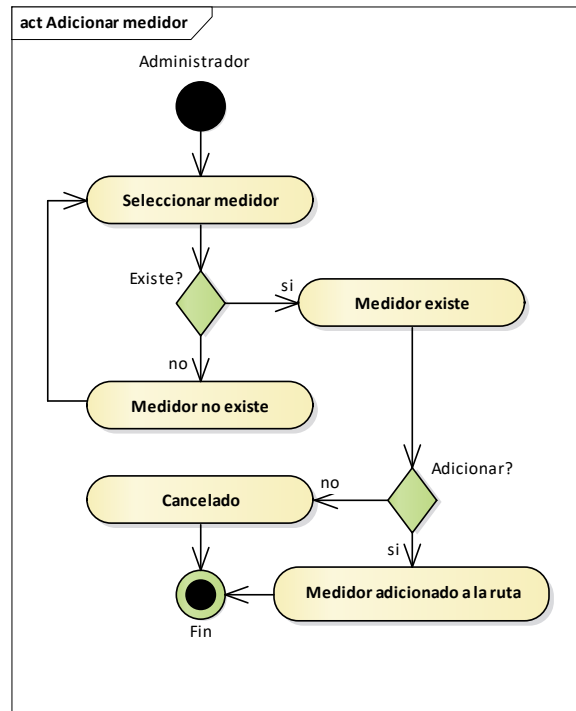 act Adicionar medidor
Administrador
Seleccionar medidor
Existe?
si
Medidor existe
no
Medidor no existe
Adicionar?
no
Cancelado
si
Medidor adicionado a la ruta
Fin